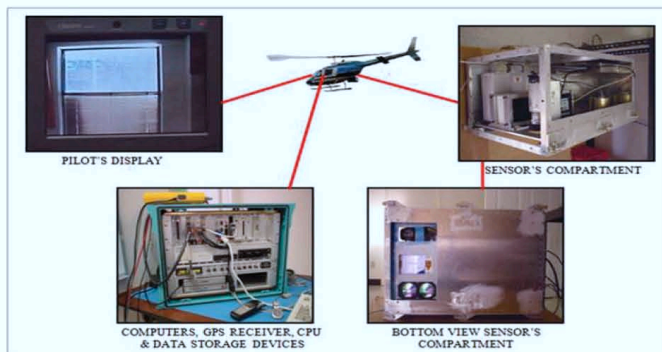 PILOT'S DISPLAY
SENSOR'S COMPARTMENT
COMPUTERS, GPS RECEIVER, CPU
& DATA STORAGE DEVICES
BOTTOM VIEW SENSOR'S
COMPARTMENT